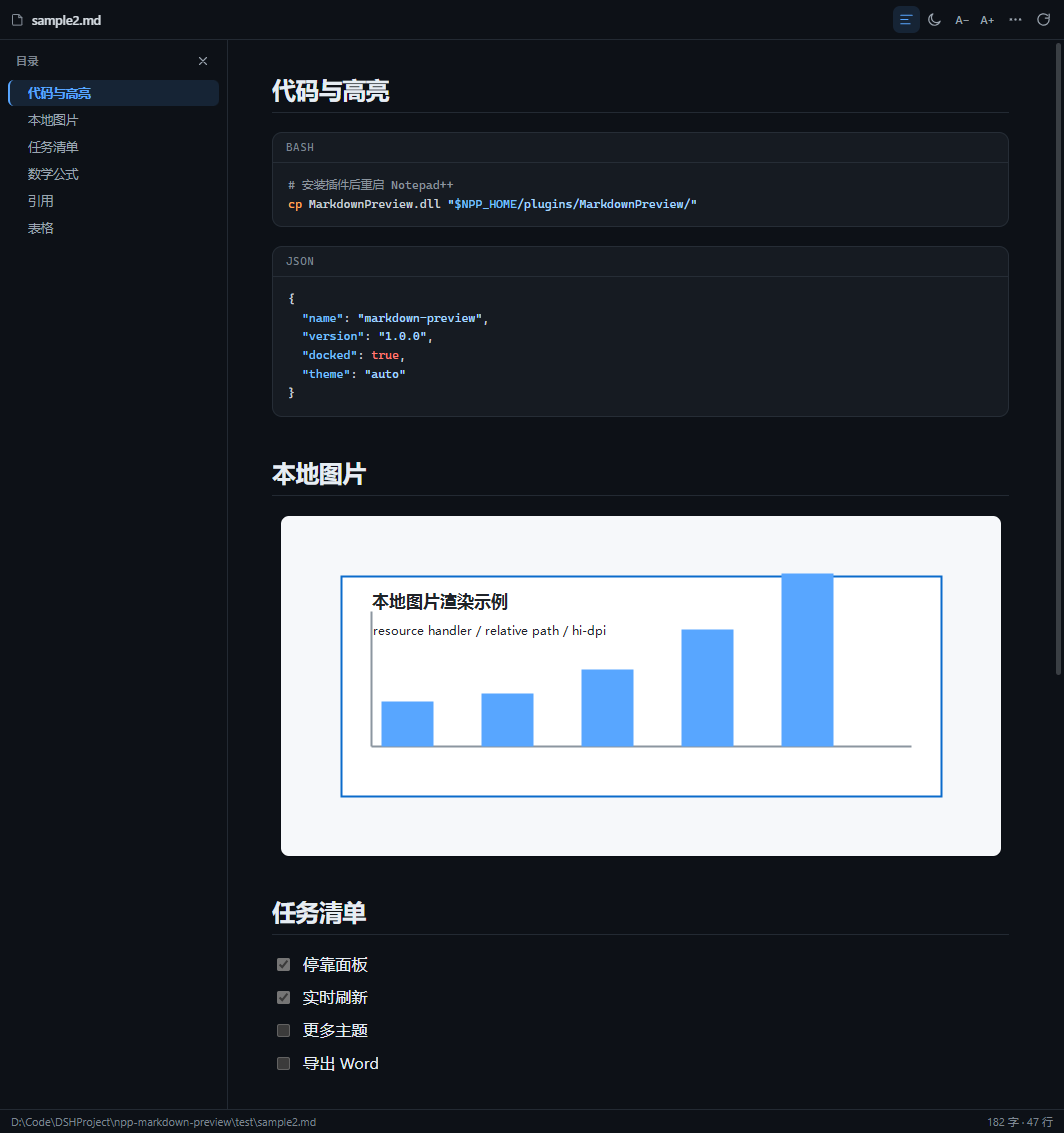 sample2.md
A− A+
目录
代码与高亮
本地图片
任务清单
数学公式
引用
表格
代码与高亮
BASH
# 安装插件后重启 Notepad++
cp MarkdownPreview.dll "$NPP_HOME/plugins/MarkdownPreview/"
JSON
{
"name": "markdown-preview",
"version": "1.0.0",
"docked": true,
"theme": "auto"
}
本地图片
本地图片渲染示例
resource handler / relative path / hi-dpi
任务清单
停靠面板
实时刷新
更多主题
导出 Word
D:\Code\DSHProject\npp-markdown-preview\test\sample2.md
182 字 · 47 行